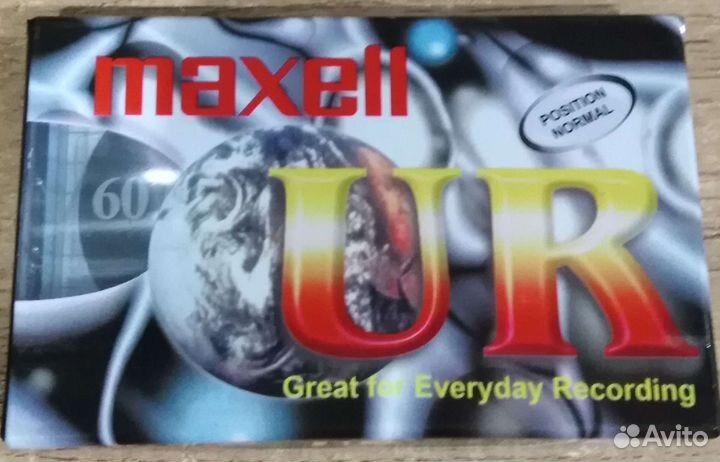 maxell
POSITION
NORMAL
60
UR
Great for Everyday Recording
Avito